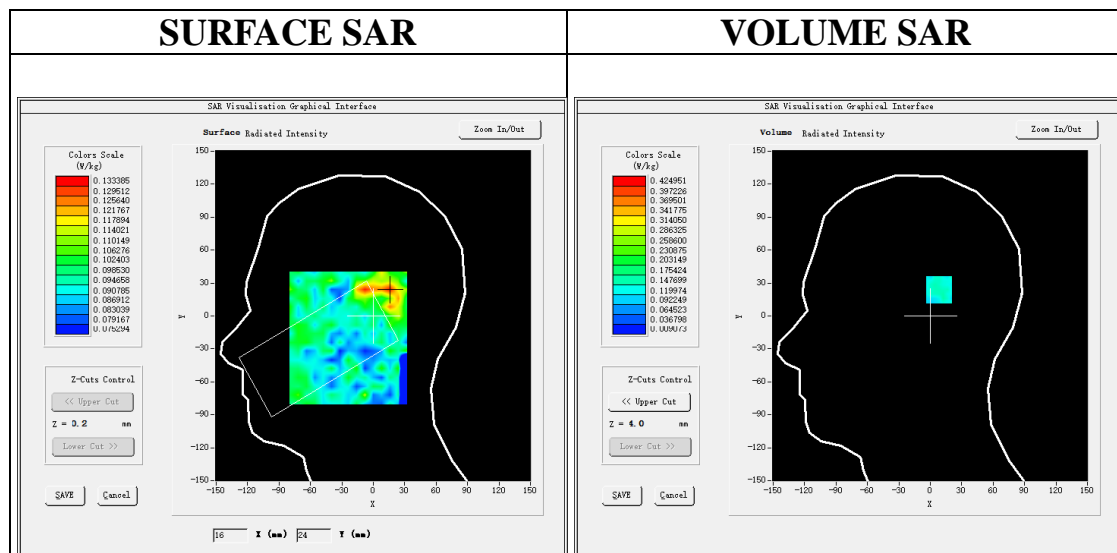 SURFACE SAR
VOLUME SAR
SAR Visualisation Graphical Interface
Surface Radiated Intensity
Zoom In/Out
Colors Scale
(W/kg)
0.133385
0.129512
0.125640
0.121767
0.117894
0.114021
0.110149
0.106276
0.102403
0.098530
0.094658
0.090785
0.086912
0.083039
0.079167
0.075294
150
120
90
60
30
0
-30
-60
-90
-120
-150
Y
-150 -120 -90 -60 -30 0 30 60 90 120 150
X
Z-Cuts Control
<< Upper Cut
Z = 0.2 mm
Lower Cut >>
SAVE Cancel
16 X (mm) 24 Y (mm)
SAR Visualisation Graphical Interface
Volume Radiated Intensity
Zoom In/Out
Colors Scale
(W/kg)
0.424951
0.397226
0.369501
0.341775
0.314050
0.286325
0.258600
0.230875
0.203149
0.175424
0.147699
0.119974
0.092249
0.064523
0.036798
0.009073
150
120
90
60
30
0
-30
-60
-90
-120
-150
Y
-150 -120 -90 -60 -30 0 30 60 90 120 150
X
Z-Cuts Control
<< Upper Cut
Z = 4.0 mm
Lower Cut >>
SAVE Cancel